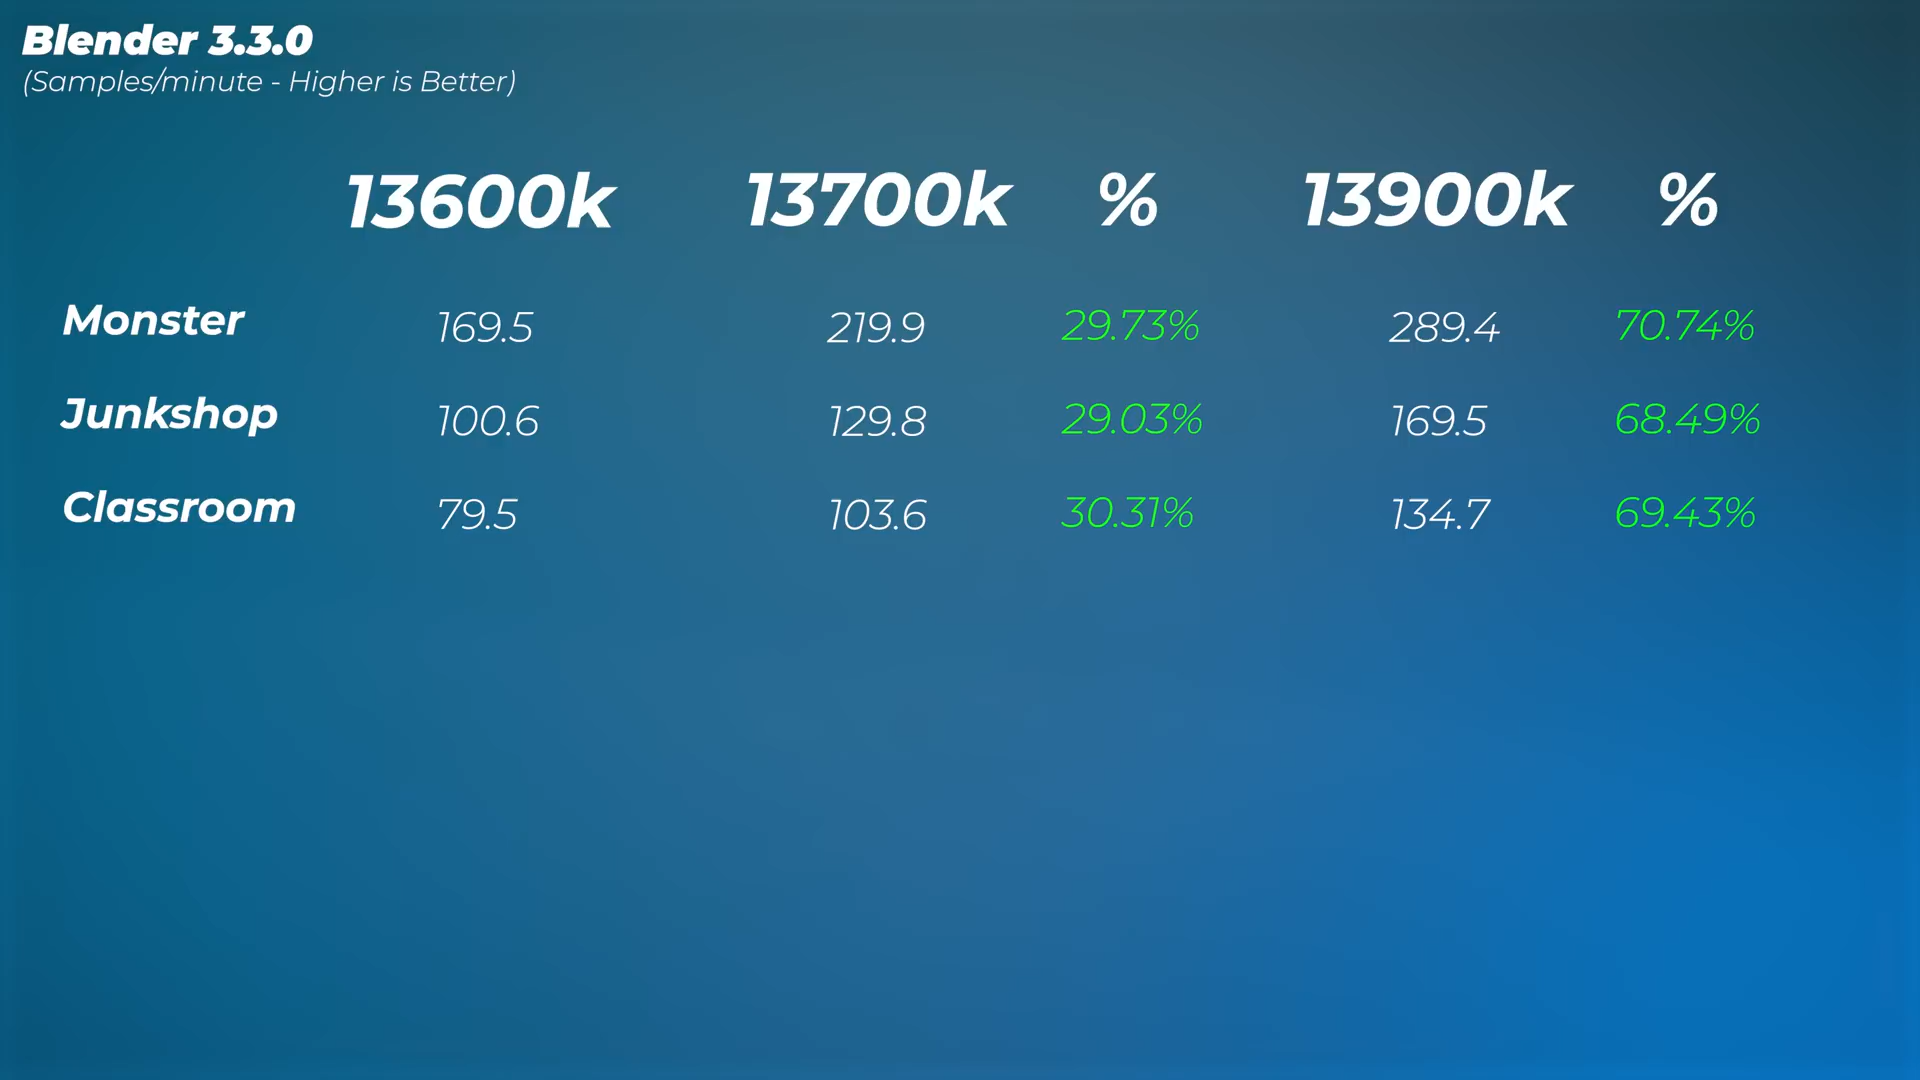 Blender 3.3.0
(Samples/minute - Higher is Better)
13600k 13700k % 13900k %
Monster 169.5 219.9 29.73% 289.4 70.74%
Junkshop 100.6 129.8 29.03% 169.5 68.49%
Classroom 79.5 103.6 30.31% 134.7 69.43%